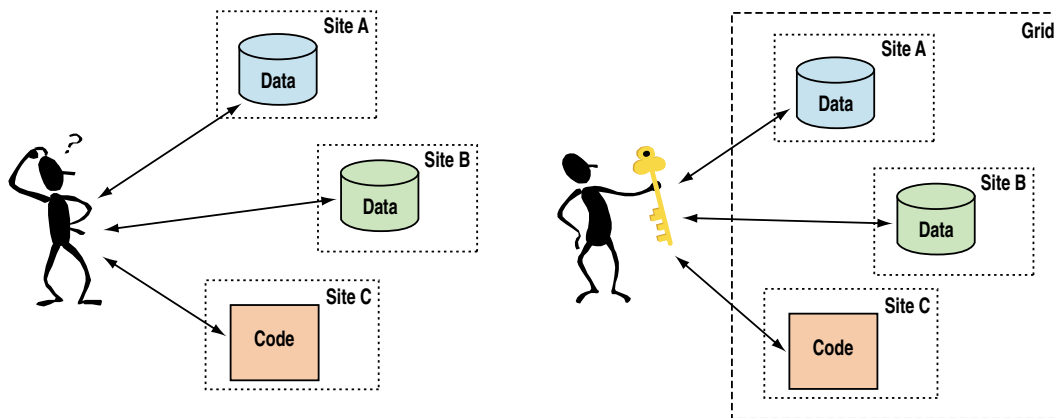 Site A
Data
?
Site B
Data
Site C
Code
Grid
Site A
Data
Site B
Data
Site C
Code